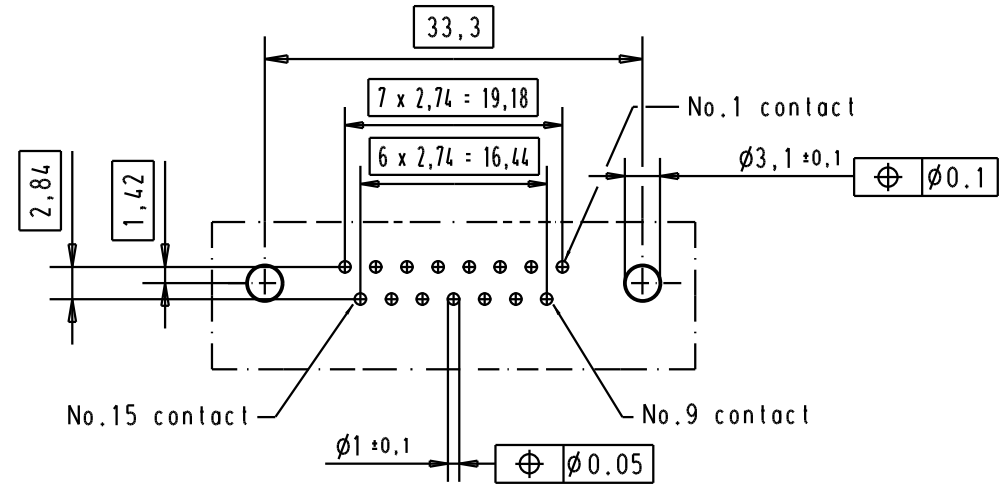 33,3
7 x 2,74 = 19,18
No.1 contact
6 x 2,74 = 16,44
Ø3,1 ±0,1
⌖ Ø0.1
2,84
1,42
No.15 contact
No.9 contact
Ø1 ±0,1
⌖ Ø0.05